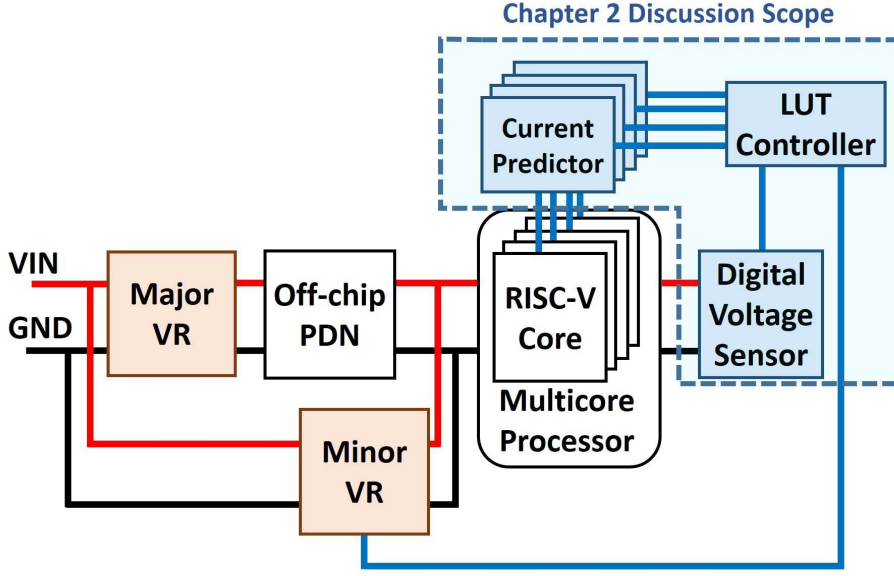 Chapter 2 Discussion Scope
Current
Predictor
LUT
Controller
VIN
GND
Major
VR
Off-chip
PDN
RISC-V
Core
Multicore
Processor
Digital
Voltage
Sensor
Minor
VR